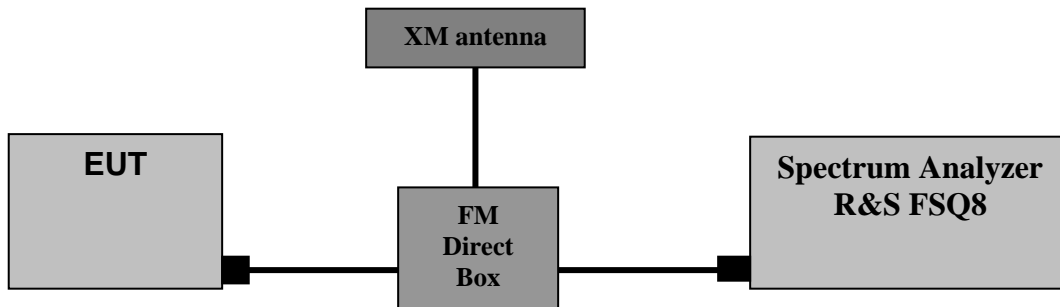 XM antenna
EUT
FM
Direct
Box
Spectrum Analyzer
R&S FSQ8